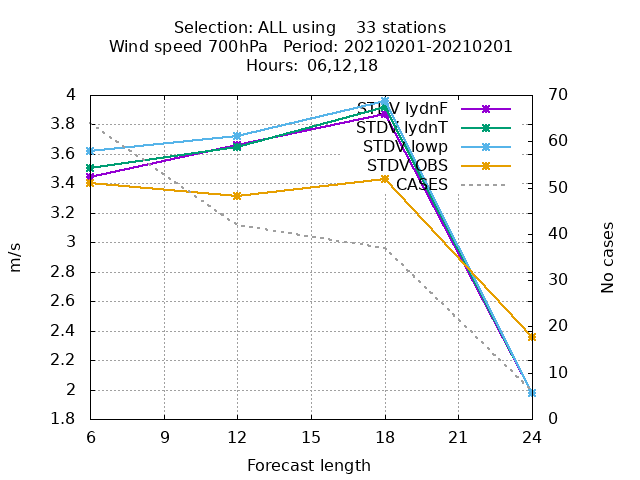 Selection: ALL using    33 stations
Wind speed 700hPa   Period: 20210201-20210201
Hours:  06,12,18
STDV lydnF
STDV lydnT
STDV lowp
STDV OBS
CASES
m/s
4
3.8
3.6
3.4
3.2
3
2.8
2.6
2.4
2.2
2
1.8
70
60
50
40
30
20
10
0
No cases
6 9 12 15 18 21 24
Forecast length